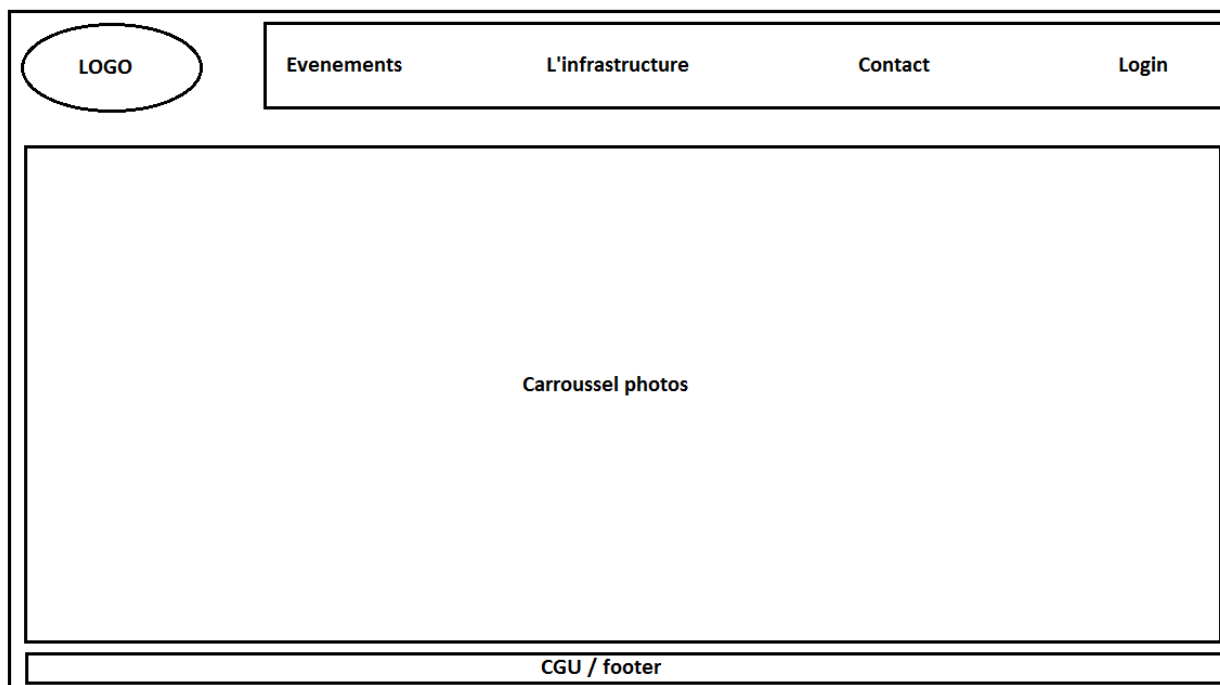 LOGO
Evenements L'infrastructure Contact Login
Carroussel photos
CGU / footer